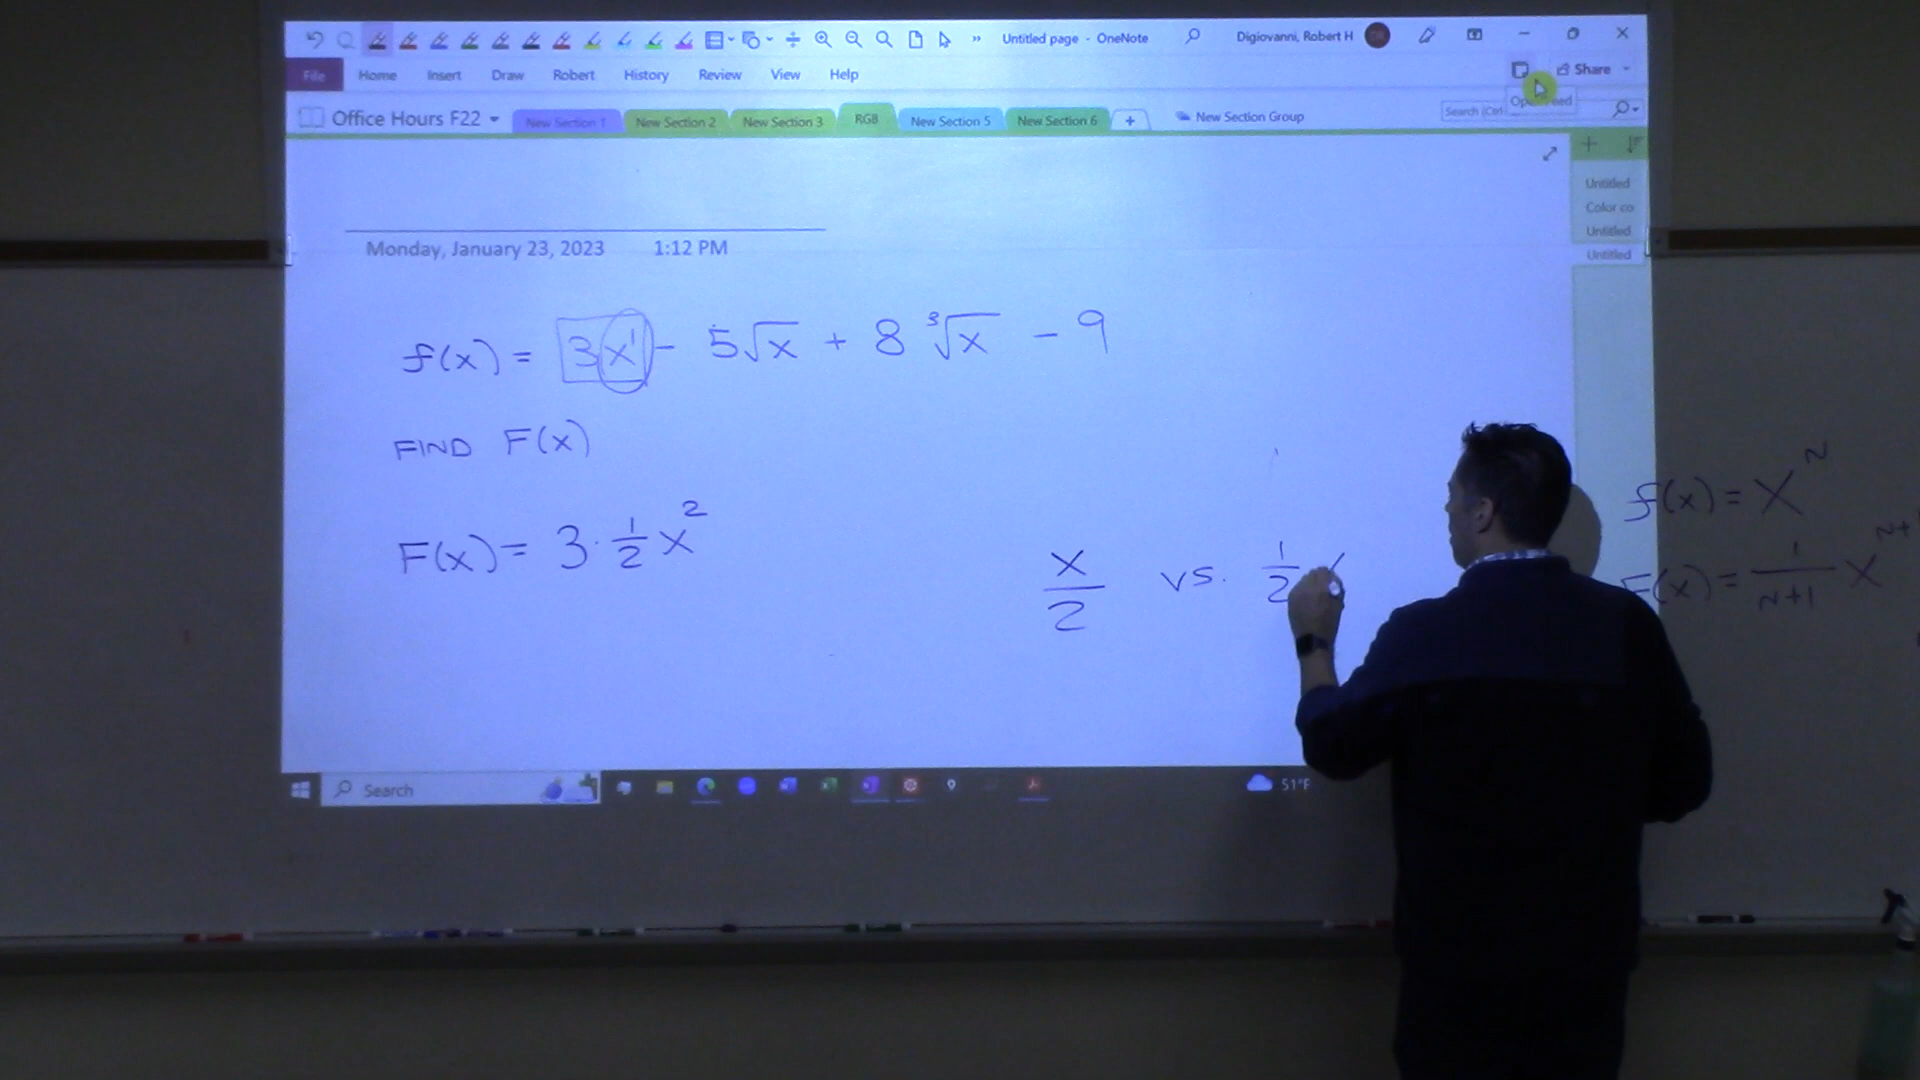 Untitled page - OneNote
Digiovanni, Robert H
File Home Insert Draw Robert History Review View Help
Share
Office Hours F22 New Section 1 New Section 2 New Section 3 RGB New Section 5 New Section 6 + New Section Group
Search (Ctrl
Untitled
Color co
Untitled
Untitled
Monday, January 23, 2023 1:12 PM
f(x) = 3x¹ - 5√x + 8 ³√x - 9
FIND F(x)
F(x) = 3 · 1/2 x²
x/2 vs. 1/2
f(x) = x^N
F(x) = 1/(N+1) x^N+
Search
51°F